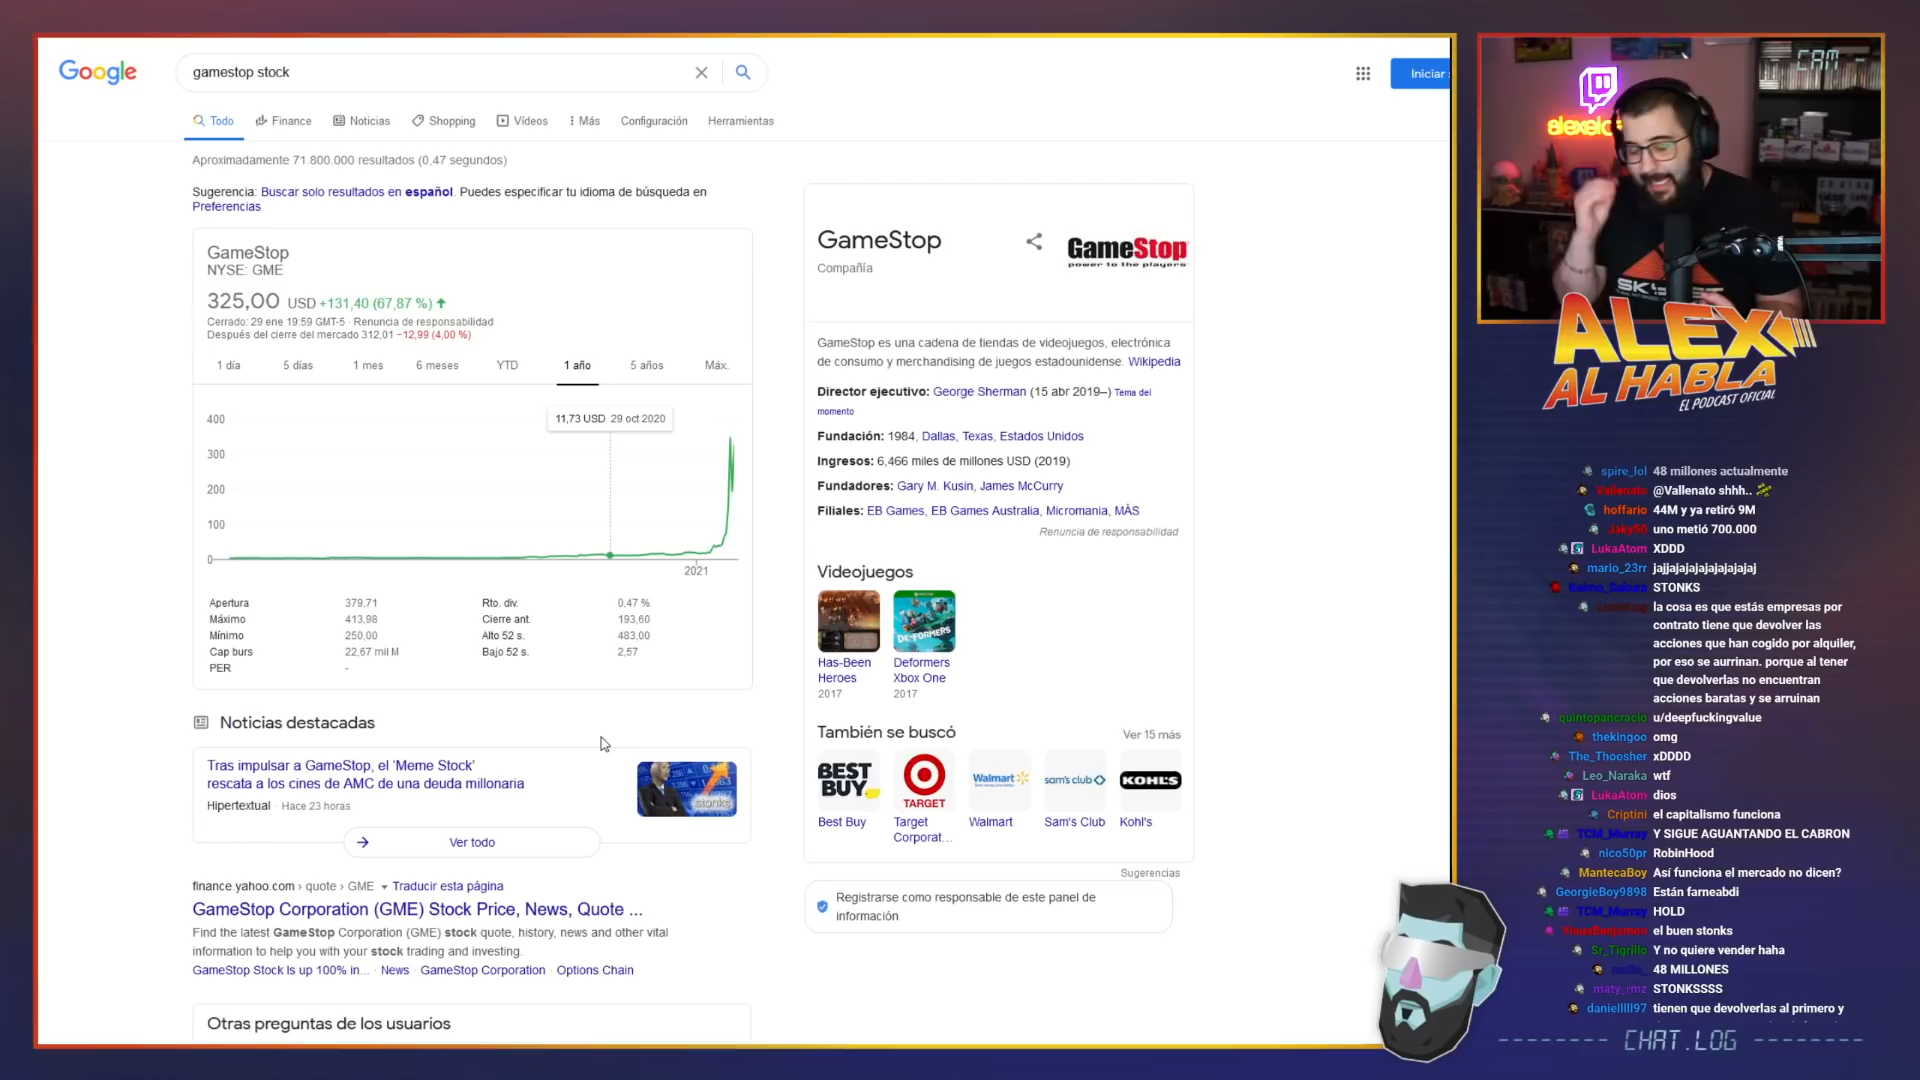 Google
gamestop stock
Iniciar
Todo
Finance
Noticias
Shopping
Vídeos
Más
Configuración
Herramientas
Aproximadamente 71.800.000 resultados (0,47 segundos)
Sugerencia: Buscar solo resultados en español. Puedes especificar tu idioma de búsqueda en
Preferencias
GameStop
NYSE: GME
325,00 USD +131,40 (67,87 %)
Cerrado: 29 ene 19:59 GMT-5 · Renuncia de responsabilidad
Después del cierre del mercado 312,01 −12,99 (4,00 %)
1 día
5 días
1 mes
6 meses
YTD
1 año
5 años
Máx.
11,73 USD 29 oct 2020
400
300
200
100
0
2021
Apertura 379,71 Rto. div. 0,47 %
Máximo 413,98 Cierre ant. 193,60
Mínimo 250,00 Alto 52 s. 483,00
Cap burs 22,67 mil M Bajo 52 s. 2,57
PER -
Noticias destacadas
Tras impulsar a GameStop, el 'Meme Stock'
rescata a los cines de AMC de una deuda millonaria
Hipertextual · Hace 23 horas
Ver todo
finance.yahoo.com › quote › GME Traducir esta página
GameStop Corporation (GME) Stock Price, News, Quote ...
Find the latest GameStop Corporation (GME) stock quote, history, news and other vital
information to help you with your stock trading and investing.
GameStop Stock Is up 100% in... · News · GameStop Corporation · Options Chain
Otras preguntas de los usuarios
GameStop
Compañía
GameStop
power to the players
GameStop es una cadena de tiendas de videojuegos, electrónica
de consumo y merchandising de juegos estadounidense. Wikipedia
Director ejecutivo: George Sherman (15 abr 2019–) Tema del
momento
Fundación: 1984, Dallas, Texas, Estados Unidos
Ingresos: 6,466 miles de millones USD (2019)
Fundadores: Gary M. Kusin, James McCurry
Filiales: EB Games, EB Games Australia, Micromania, MÁS
Renuncia de responsabilidad
Videojuegos
DE-FORMERS
Has-Been
Heroes
2017
Deformers
Xbox One
2017
También se buscó
Ver 15 más
BEST
BUY
TARGET
Walmart
sam's club
KOHL'S
Best Buy
Target
Corporat...
Walmart
Sam's Club
Kohl's
Sugerencias
Registrarse como responsable de este panel de
información
CAM
ALEX
AL HABLA
EL PODCAST OFICIAL
spire_lol 48 millones actualmente
Vallenato @Vallenato shhh..
hoffario 44M y ya retiró 9M
Jaky50 uno metió 700.000
LukaAtom XDDD
mario_23rr jajjajajajajajajajaj
Kaimo_Sakura STONKS
la cosa es que estás empresas por
contrato tiene que devolver las
acciones que han cogido por alquiler,
por eso se aurrinan. porque al tener
que devolverlas no encuentran
acciones baratas y se arruinan
quintopancracio u/deepfuckingvalue
thekingoo omg
The_Thoosher xDDDD
Leo_Naraka wtf
LukaAtom dios
Criptini el capitalismo funciona
TCM_Murray Y SIGUE AGUANTANDO EL CABRON
nico50pr RobinHood
MantecaBoy Así funciona el mercado no dicen?
GeorgieBoy9898 Están farneabdi
TCM_Murray HOLD
el buen stonks
Sr_Tigrillo Y no quiere vender haha
48 MILLONES
maty_rmz STONKSSSS
danielllll97 tienen que devolverlas al primero y
CHAT.LOG